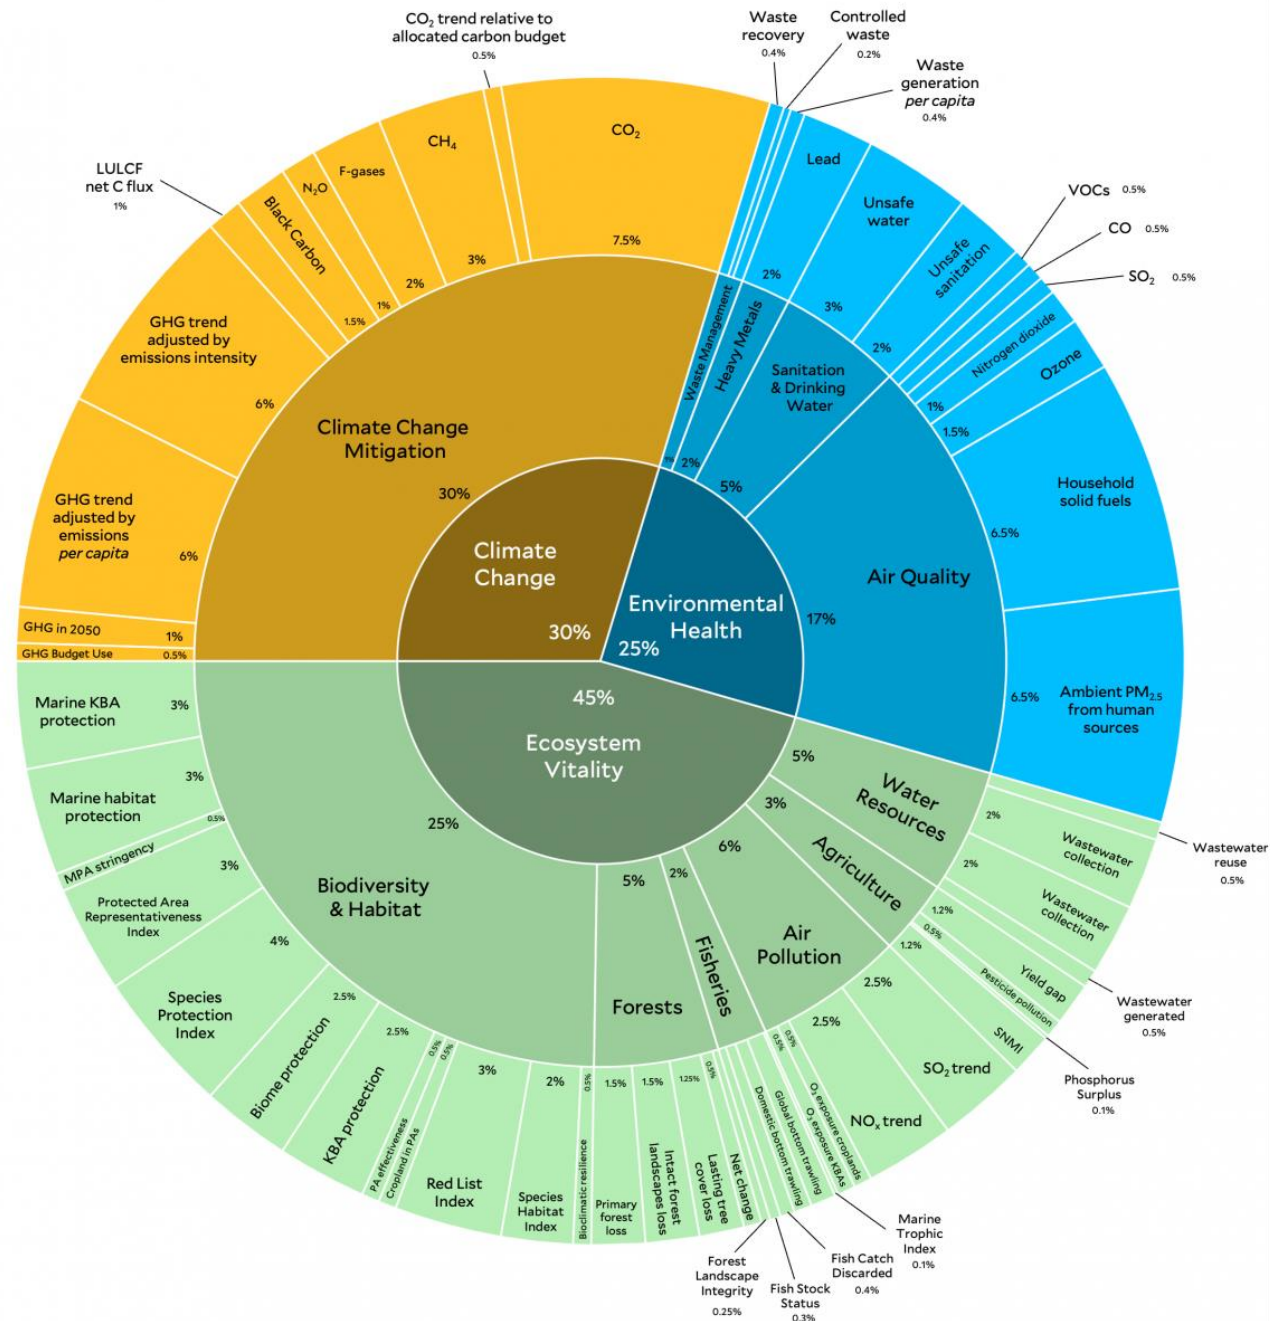 CO₂ trend relative to
allocated carbon budget
0.5%
Waste
recovery
0.4%
Controlled
waste
0.2%
Waste
generation
per capita
0.4%
LULCF
net C flux
1%
Black Carbon
1.5%
N₂O
1%
F-gases
2%
CH₄
3%
CO₂
7.5%
Lead
2%
Unsafe
water
3%
Unsafe
sanitation
2%
VOCs 0.5%
CO 0.5%
SO₂ 0.5%
Nitrogen dioxide
1%
Ozone
1.5%
Household
solid fuels
6.5%
Ambient PM₂.₅
from human
sources
6.5%
GHG trend
adjusted by
emissions intensity
6%
GHG trend
adjusted by
emissions
per capita
6%
GHG in 2050
1%
GHG Budget Use
0.5%
Climate Change
Mitigation
30%
Waste Management
Heavy Metals
2%
Sanitation
& Drinking
Water
5%
Air Quality
17%
Climate
Change
30%
Environmental
Health
25%
45%
Ecosystem
Vitality
Marine KBA
protection
3%
Marine habitat
protection
3%
MPA stringency
0.5%
Protected Area
Representativeness
Index
3%
Species
Protection
Index
4%
Biome protection
2.5%
KBA protection
2.5%
PA effectiveness
0.5%
Cropland in PAs
0.5%
Red List
Index
3%
Species
Habitat
Index
2%
Bioclimatic resilience
0.5%
Biodiversity
& Habitat
25%
Forests
5%
Fisheries
2%
Air
Pollution
6%
Agriculture
3%
Water
Resources
5%
Primary
forest
loss
1.5%
Intact forest
landscapes loss
1.5%
Lasting tree
cover loss
1.25%
Net change
0.5%
Forest
Landscape
Integrity
0.25%
Fish Stock
Status
0.3%
Fish Catch
Discarded
0.4%
Domestic bottom trawling
Global bottom trawling
Marine
Trophic
Index
0.1%
O₃ exposure KBAs
0.5%
O₃ exposure croplands
0.5%
NOₓ trend
2.5%
SO₂ trend
2.5%
SNMI
1.2%
Phosphorus
Surplus
0.1%
Pesticide pollution
0.5%
Yield gap
1.2%
Wastewater
generated
0.5%
Wastewater
collection
2%
Wastewater
collection
2%
Wastewater
reuse
0.5%